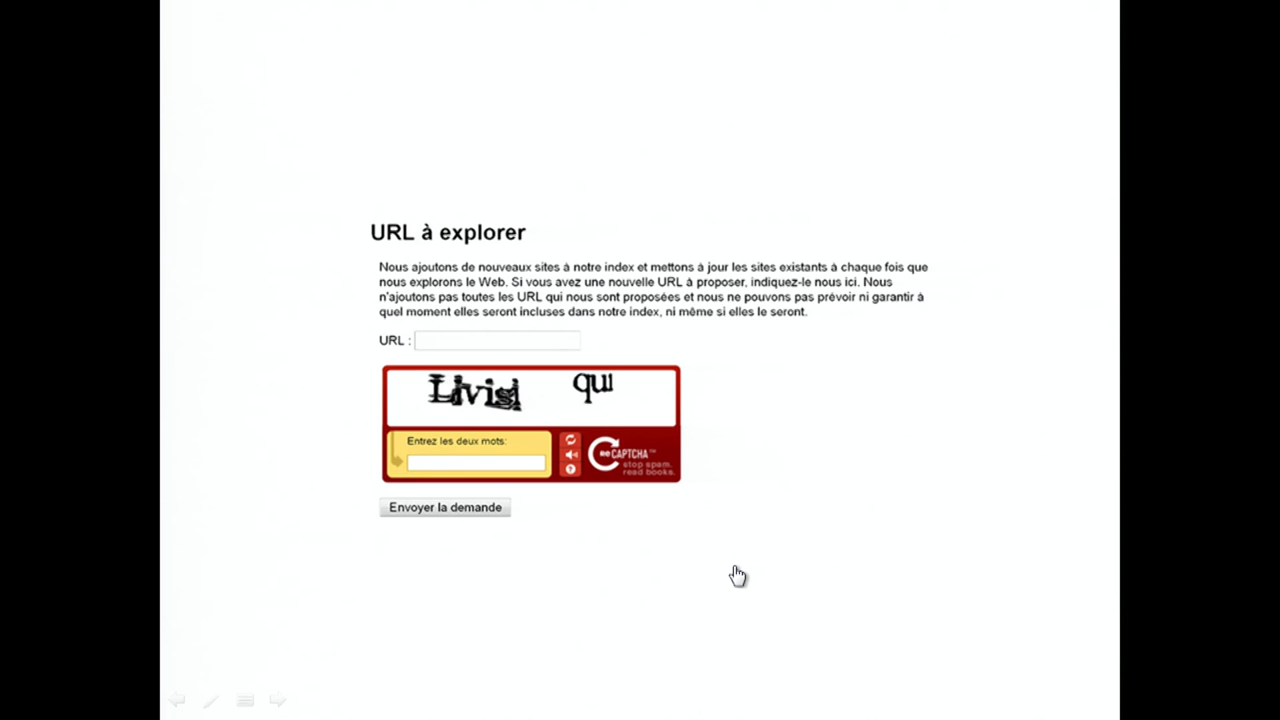 URL à explorer
Nous ajoutons de nouveaux sites à notre index et mettons à jour les sites existants à chaque fois que
nous explorons le Web. Si vous avez une nouvelle URL à proposer, indiquez-le nous ici. Nous
n'ajoutons pas toutes les URL qui nous sont proposées et nous ne pouvons pas prévoir ni garantir à
quel moment elles seront incluses dans notre index, ni même si elles le seront.
URL :
qui
Entrez les deux mots:
reCAPTCHA™
stop spam.
read books.
Envoyer la demande